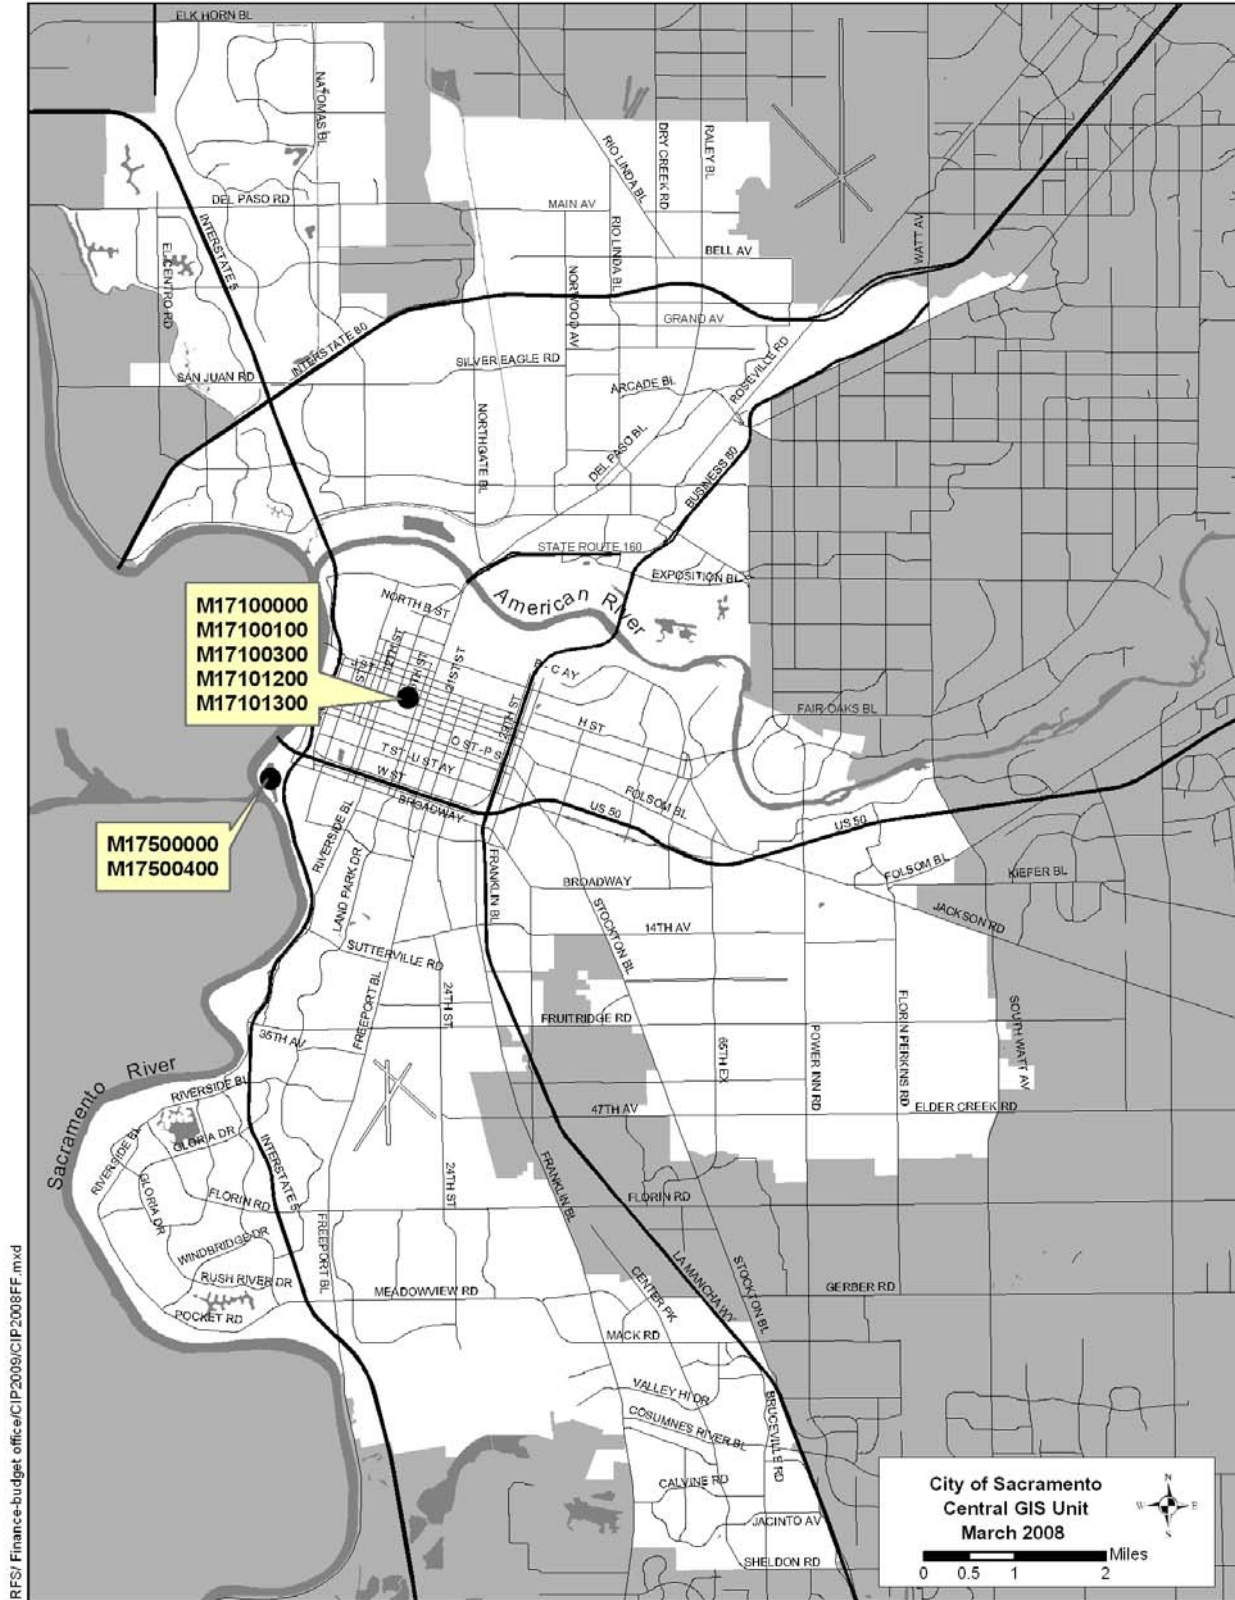 ELK HORN BL
NATOMAS BL
DEL PASO RD
INTERSTATE 5
EL CENTRO RD
INTERSTATE 80
SAN JUAN RD
RIO LINDA BL
DRY CREEK RD
RALEY BL
MAIN AV
RIO LINDA BL
BELL AV
WATT AV
NORWOOD AV
GRAND AV
SILVER EAGLE RD
ARCADE BL
ROSEVILLE RD
NORTHGATE BL
DEL PASO BL
BUSINESS 80
STATE ROUTE 160
EXPOSITION BL
American River
NORTH B ST
M17100000
M17100100
M17100300
M17101200
M17101300
12TH ST
21ST ST
29TH ST
H ST
FAIR OAKS BL
T ST-U ST AY
W ST
BROADWAY
FOLSOM BL
US 50
US 50
M17500000
M17500400
RIVERSIDE BL
LAND PARK DR
FRANKLIN BL
BROADWAY
STOCKTON BL
FOLSOM BL
KIEFER BL
JACKSON RD
14TH AV
SUTTERVILLE RD
FREEPORT BL
24TH ST
FRUITRIDGE RD
35TH AV
65TH EX
POWER INN RD
FLORIN PERKINS RD
SOUTH WATT AV
Sacramento River
RIVERSIDE BL
47TH AV
ELDER CREEK RD
RIVERSIDE BL
GLORIA DR
GLORIA DR
INTERSTATE 5
24TH ST
FRANKLIN BL
FLORIN RD
FLORIN RD
WINDBRIDGE DR
FREEPORT BL
RUSH RIVER DR
POCKET RD
MEADOWVIEW RD
CENTER PK
LA MANCHA WY
STOCKTON BL
GERBER RD
MACK RD
VALLEY HI DR
COSUMNES RIVER BL
BRUCEVILLE RD
CALVINE RD
JACINTO AV
SHELDON RD
City of Sacramento
Central GIS Unit
March 2008
N
W E
S
Miles
0 0.5 1 2
RFS/ Finance-budget office/CIP2009/CIP2008FF.mxd